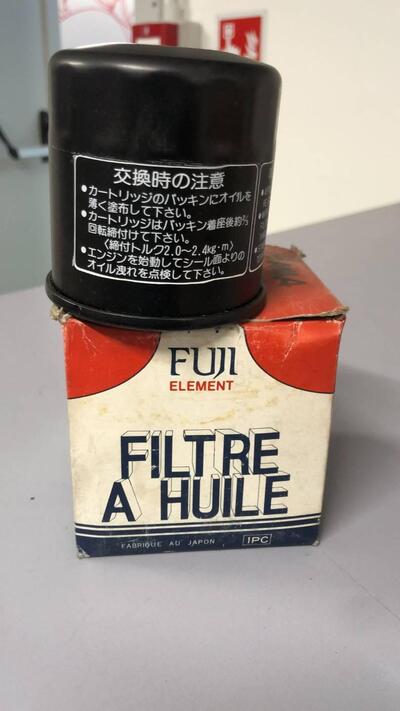 交換時の注意
●カートリッジのパッキンにオイルを
薄く塗布して下さい。
●カートリッジはパッキン着座後約⅔
回転締付けて下さい。
〈締付トルク2.0〜2.4kg·m〉
●エンジンを始動してシール面よりの
オイル洩れを点検して下さい。
FUJI
ELEMENT
FILTRE
A HUILE
FABRIQUE AU JAPON 1PC